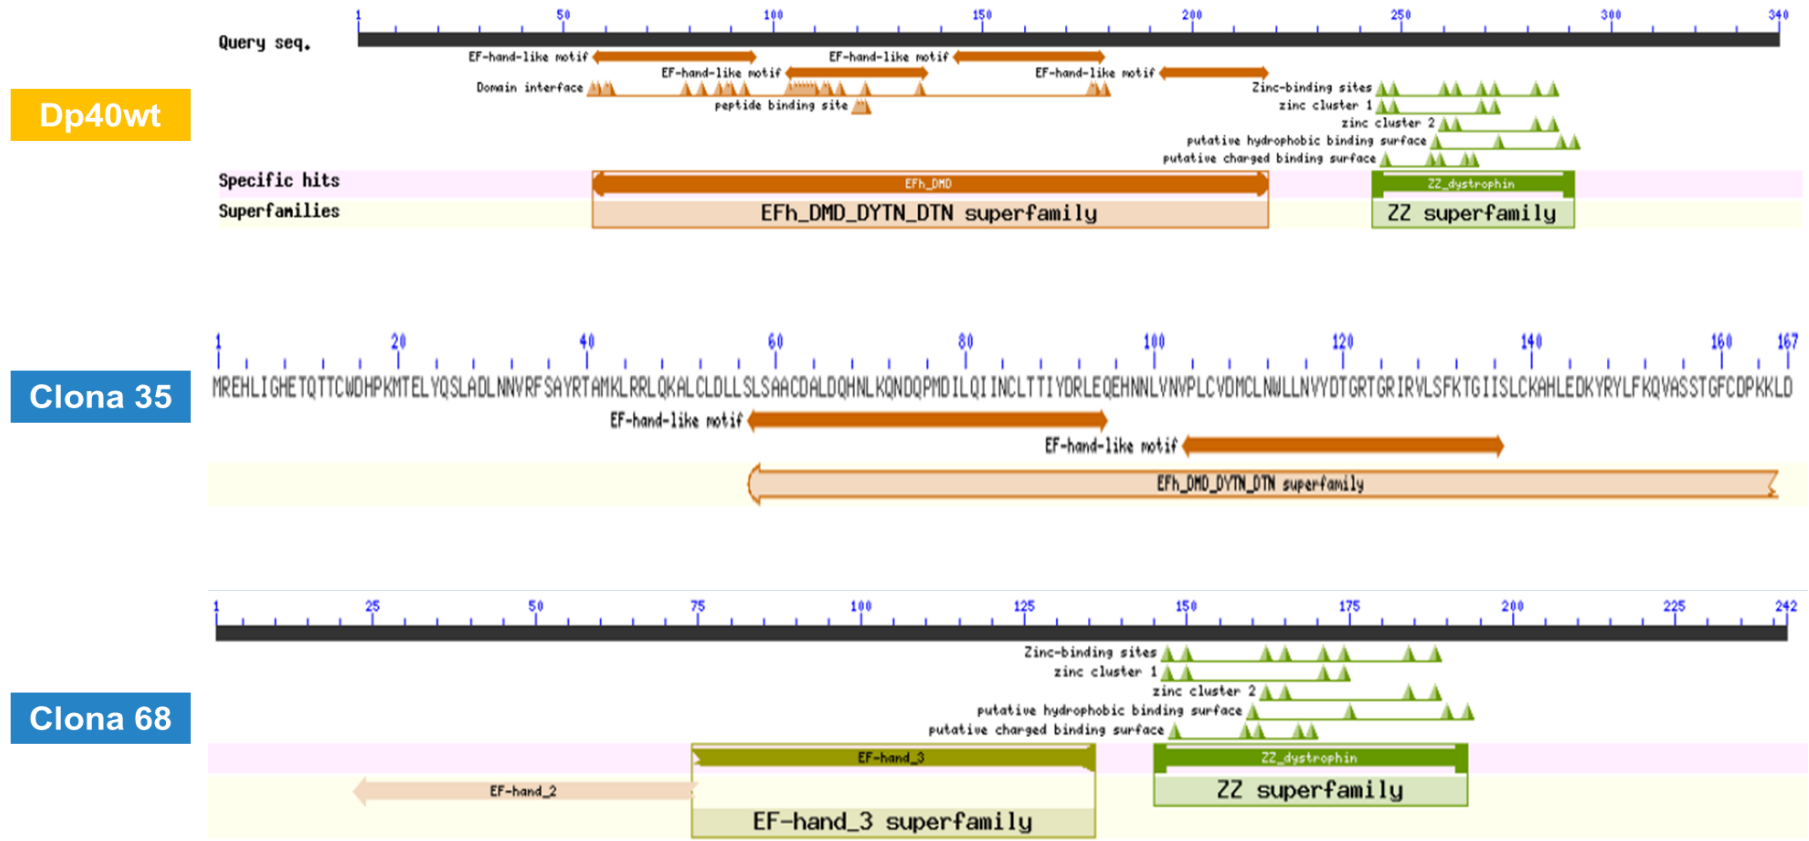 1 50 100 150 200 250 300 340
Query seq.
EF-hand-like motif EF-hand-like motif
EF-hand-like motif EF-hand-like motif
Domain interface Zinc-binding sites
Dp40wt
peptide binding site zinc cluster 1
zinc cluster 2
putative hydrophobic binding surface
putative charged binding surface
Specific hits EFh_DMD ZZ_dystrophin
Superfamilies EFh_DMD_DYTN_DTN superfamily ZZ superfamily
1 20 40 60 80 100 120 140 160 167
Clona 35
MREHLIGHETQTTCWDHPKMTELYQSLADLNNVRFSAYRTAMKLRRLQKALCLDLLSLSAACDALDQHNLKQNDQPMDILQIINCLTTIYDRLEQEHNNLVNVPLCVDMCLNWLLNVYDTGRTGRIRVLSFKTGIISLCKAHLEDKYRYLFKQVASSTGFCDPKKLD
EF-hand-like motif
EF-hand-like motif
EFh_DMD_DYTN_DTN superfamily
1 25 50 75 100 125 150 175 200 225 242
Zinc-binding sites
zinc cluster 1
zinc cluster 2
Clona 68
putative hydrophobic binding surface
putative charged binding surface
EF-hand_3 ZZ_dystrophin
EF-hand_2 ZZ superfamily
EF-hand_3 superfamily